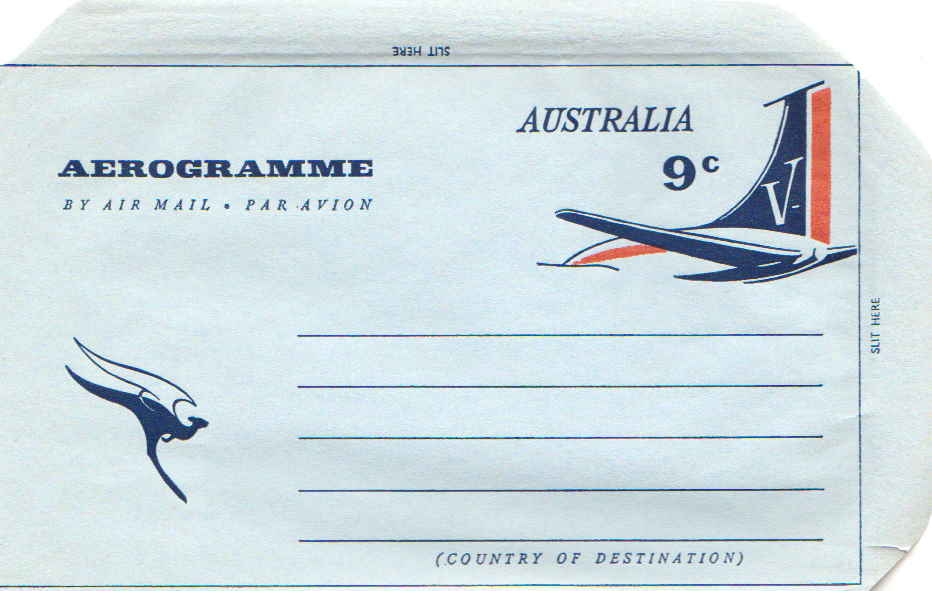 SLIT HERE
AUSTRALIA
9c
AEROGRAMME
BY AIR MAIL • PAR AVION
V-
SLIT HERE
(COUNTRY OF DESTINATION)